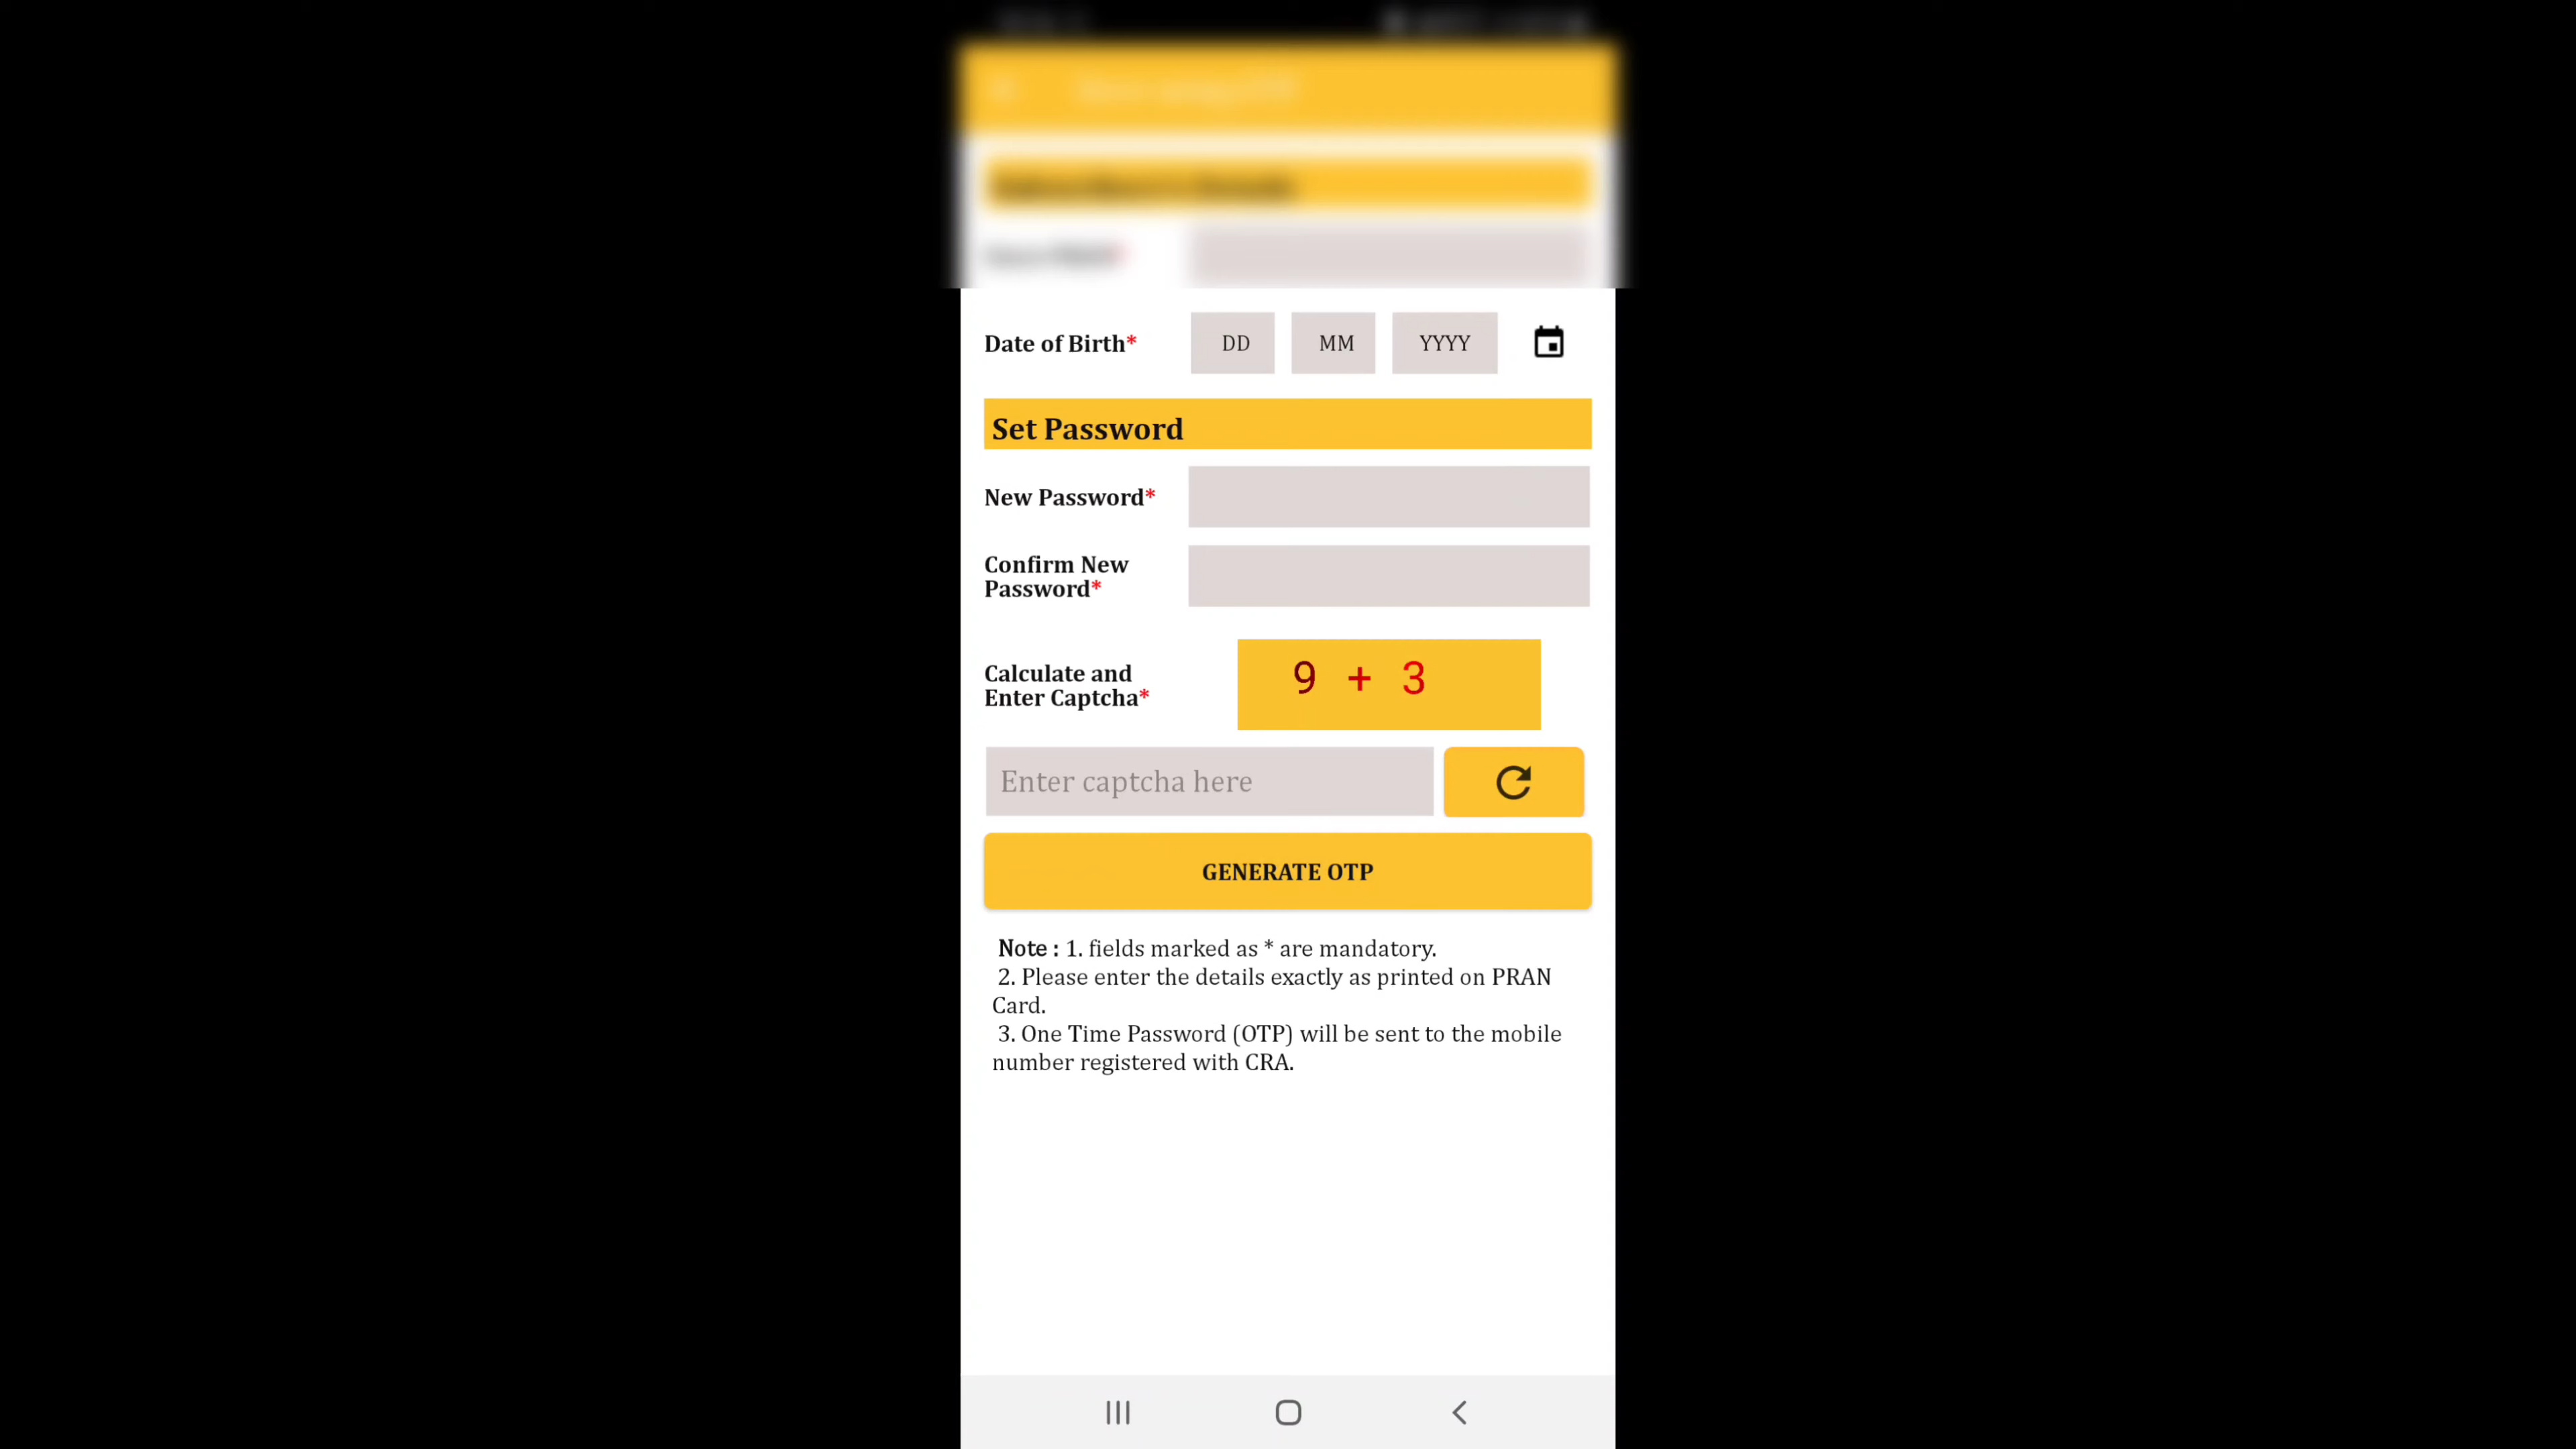 Date of Birth*
DD MM YYYY
Set Password
New Password*
Confirm New
Password*
Calculate and
Enter Captcha*
9 + 3
Enter captcha here
GENERATE OTP
Note : 1. fields marked as * are mandatory.
2. Please enter the details exactly as printed on PRAN
Card.
3. One Time Password (OTP) will be sent to the mobile
number registered with CRA.